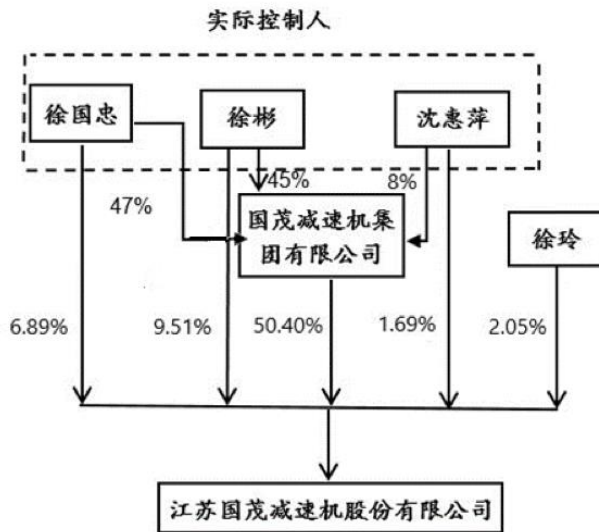 实际控制人
徐国忠
徐彬
沈惠萍
47%
45%
8%
国茂减速机集
团有限公司
徐玲
6.89%
9.51%
50.40%
1.69%
2.05%
江苏国茂减速机股份有限公司